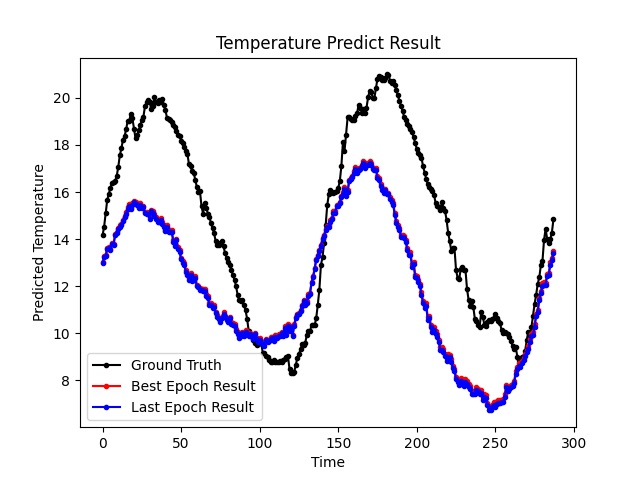 Temperature Predict Result
Predicted Temperature
20
18
16
14
12
10
8
Ground Truth
Best Epoch Result
Last Epoch Result
0 50 100 150 200 250 300
Time